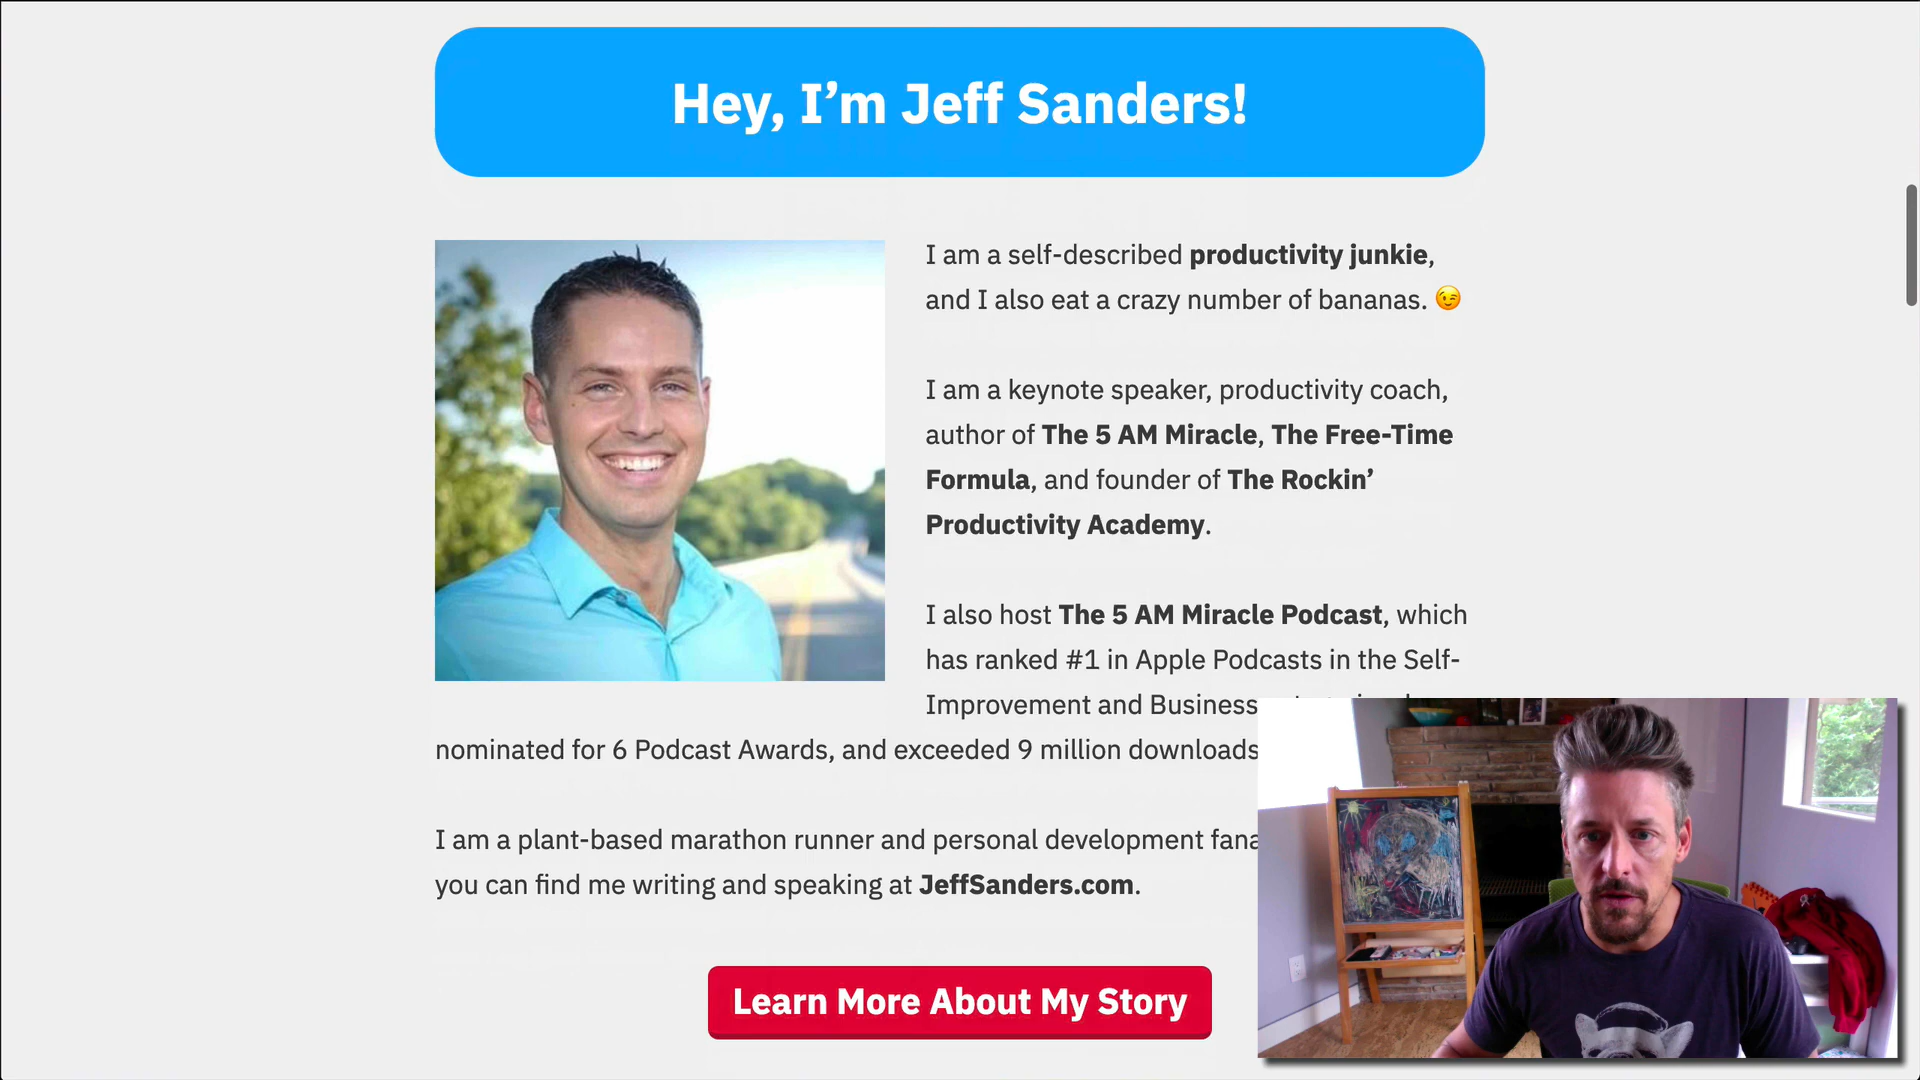 Hey, I’m Jeff Sanders!
I am a self-described productivity junkie,
and I also eat a crazy number of bananas. 😉
I am a keynote speaker, productivity coach,
author of The 5 AM Miracle, The Free-Time
Formula, and founder of The Rockin’
Productivity Academy.
I also host The 5 AM Miracle Podcast, which
has ranked #1 in Apple Podcasts in the Self-
Improvement and Business
nominated for 6 Podcast Awards, and exceeded 9 million downloads
I am a plant-based marathon runner and personal development
you can find me writing and speaking at JeffSanders.com.
Learn More About My Story